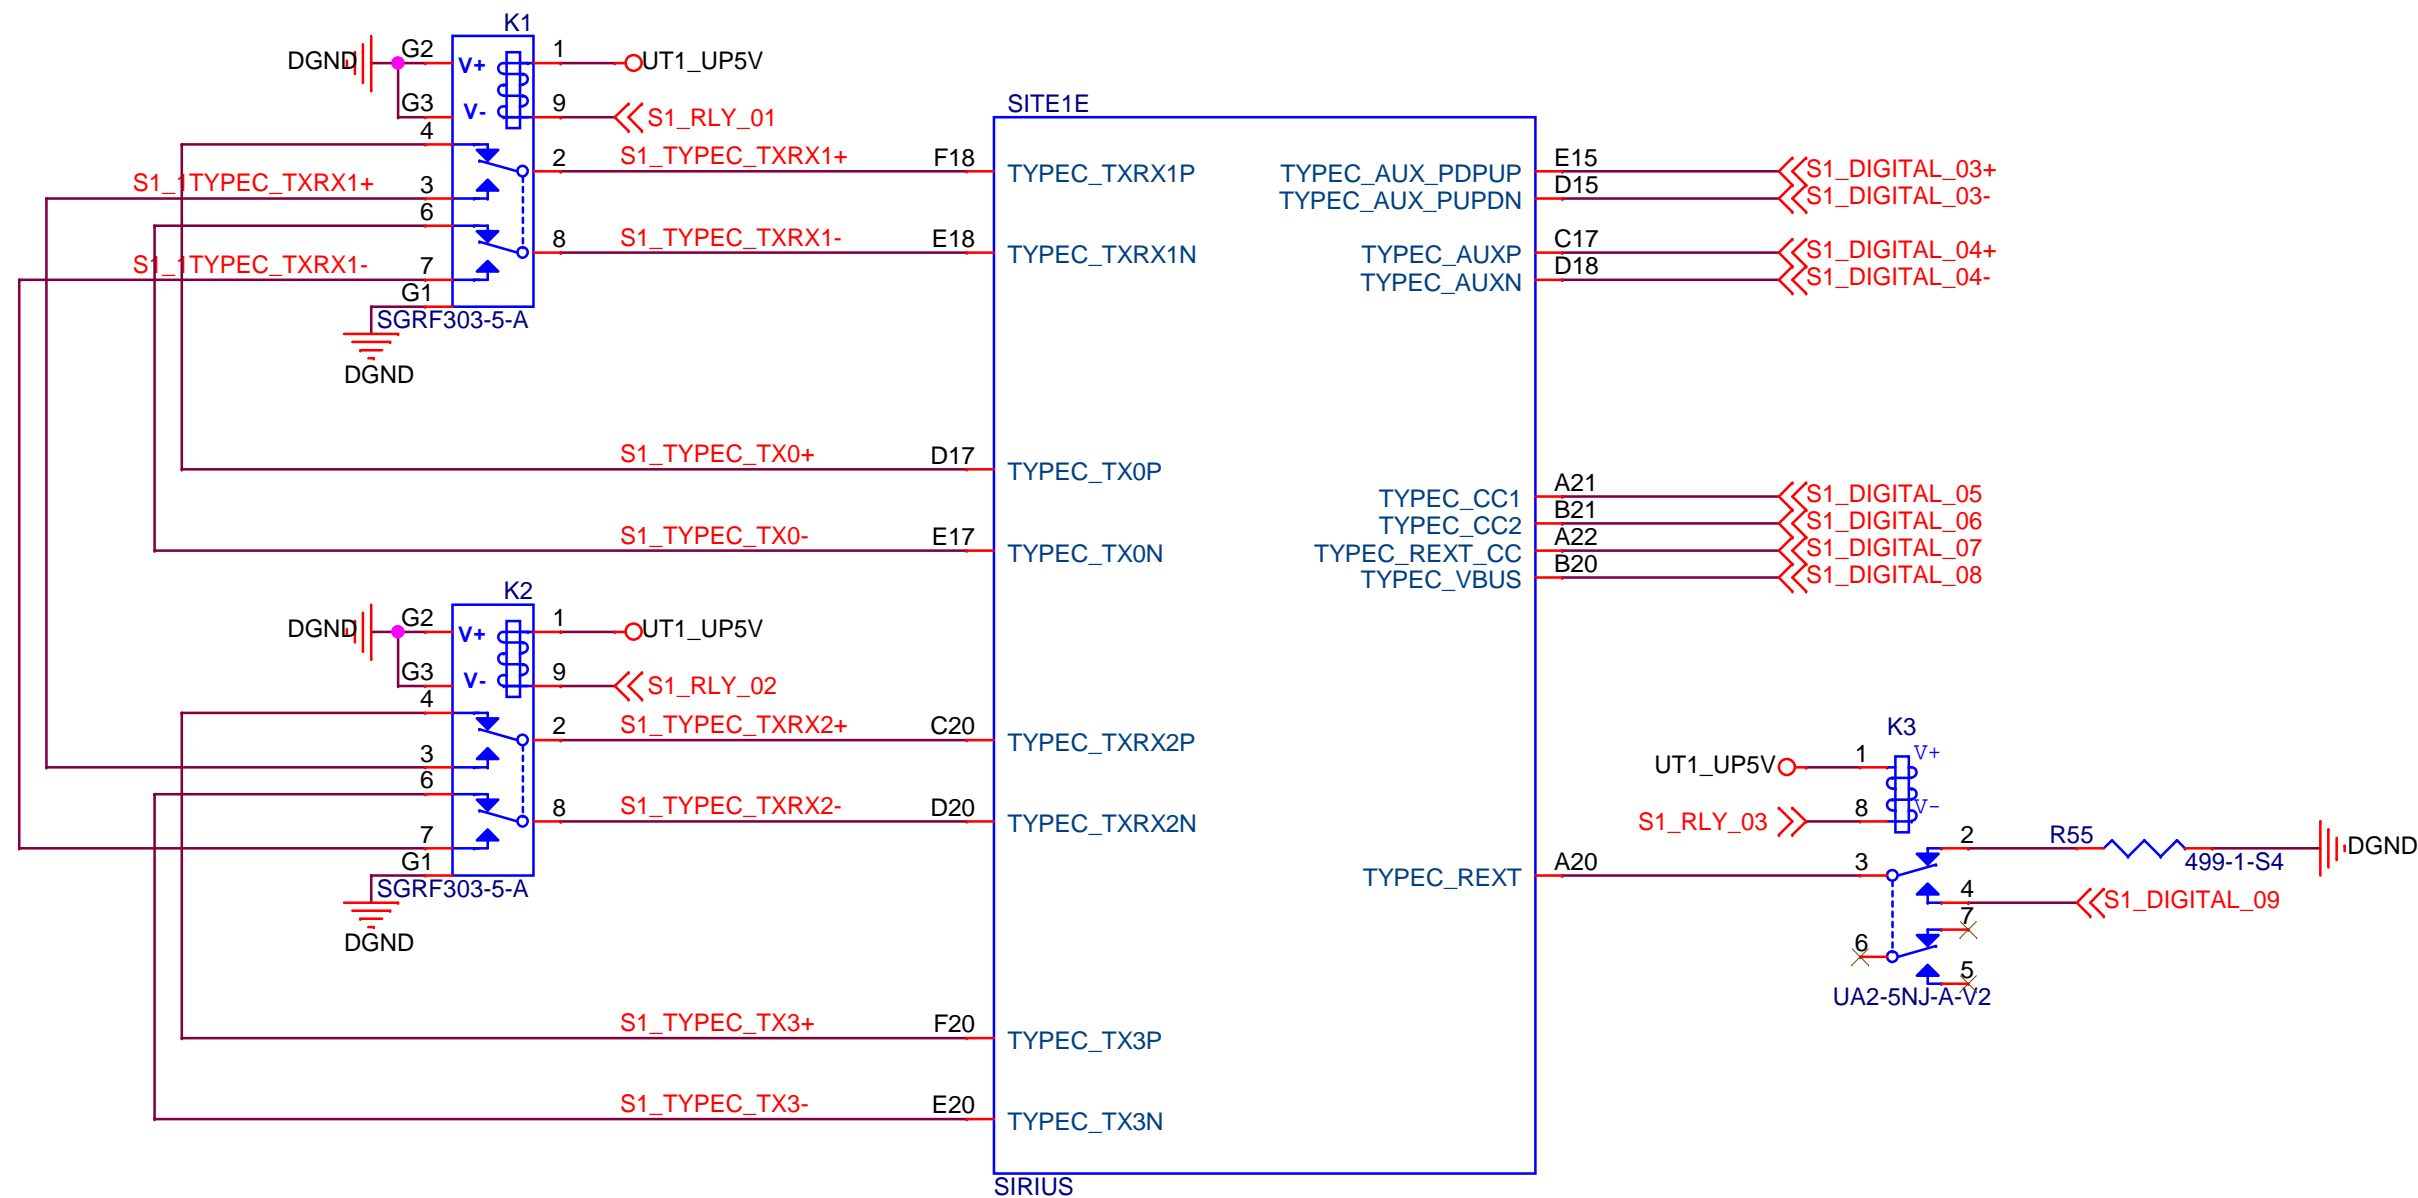 K1
DGND
G2
V+
1
UT1_UP5V
G3
V-
9
S1_RLY_01
4
S1_TYPEC_TXRX1+
2
S1_1TYPEC_TXRX1+
3
6
S1_TYPEC_TXRX1-
8
S1_1TYPEC_TXRX1-
7
G1
SGRF303-5-A
DGND
S1_TYPEC_TX0+
S1_TYPEC_TX0-
K2
DGND
G2
V+
1
UT1_UP5V
G3
V-
9
S1_RLY_02
4
2
S1_TYPEC_TXRX2+
3
6
8
S1_TYPEC_TXRX2-
7
G1
SGRF303-5-A
DGND
S1_TYPEC_TX3+
S1_TYPEC_TX3-
SITE1E
F18 TYPEC_TXRX1P
E18 TYPEC_TXRX1N
D17 TYPEC_TX0P
E17 TYPEC_TX0N
C20 TYPEC_TXRX2P
D20 TYPEC_TXRX2N
F20 TYPEC_TX3P
E20 TYPEC_TX3N
TYPEC_AUX_PDPUP E15 S1_DIGITAL_03+
TYPEC_AUX_PUPDN D15 S1_DIGITAL_03-
TYPEC_AUXP C17 S1_DIGITAL_04+
TYPEC_AUXN D18 S1_DIGITAL_04-
TYPEC_CC1 A21 S1_DIGITAL_05
TYPEC_CC2 B21 S1_DIGITAL_06
TYPEC_REXT_CC A22 S1_DIGITAL_07
TYPEC_VBUS B20 S1_DIGITAL_08
TYPEC_REXT A20
SIRIUS
K3
UT1_UP5V
1
V+
S1_RLY_03
8
V-
3
2
R55
499-1-S4
DGND
4
S1_DIGITAL_09
7
6
5
UA2-5NJ-A-V2